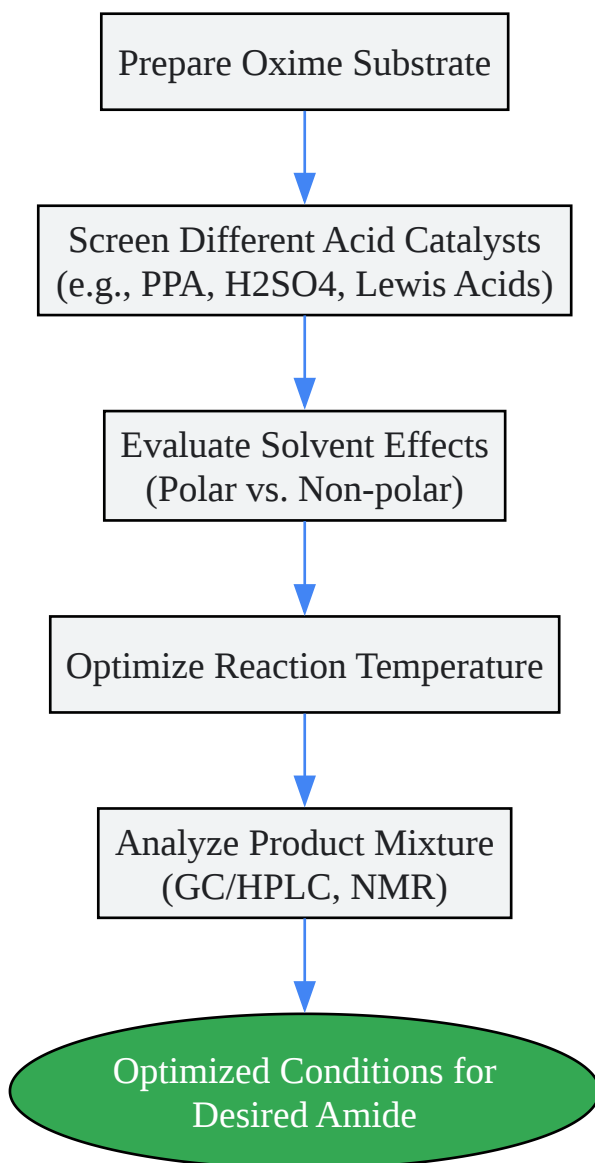 Prepare Oxime Substrate
Screen Different Acid Catalysts
(e.g., PPA, H2SO4, Lewis Acids)
Evaluate Solvent Effects
(Polar vs. Non-polar)
Optimize Reaction Temperature
Analyze Product Mixture
(GC/HPLC, NMR)
Optimized Conditions for
Desired Amide